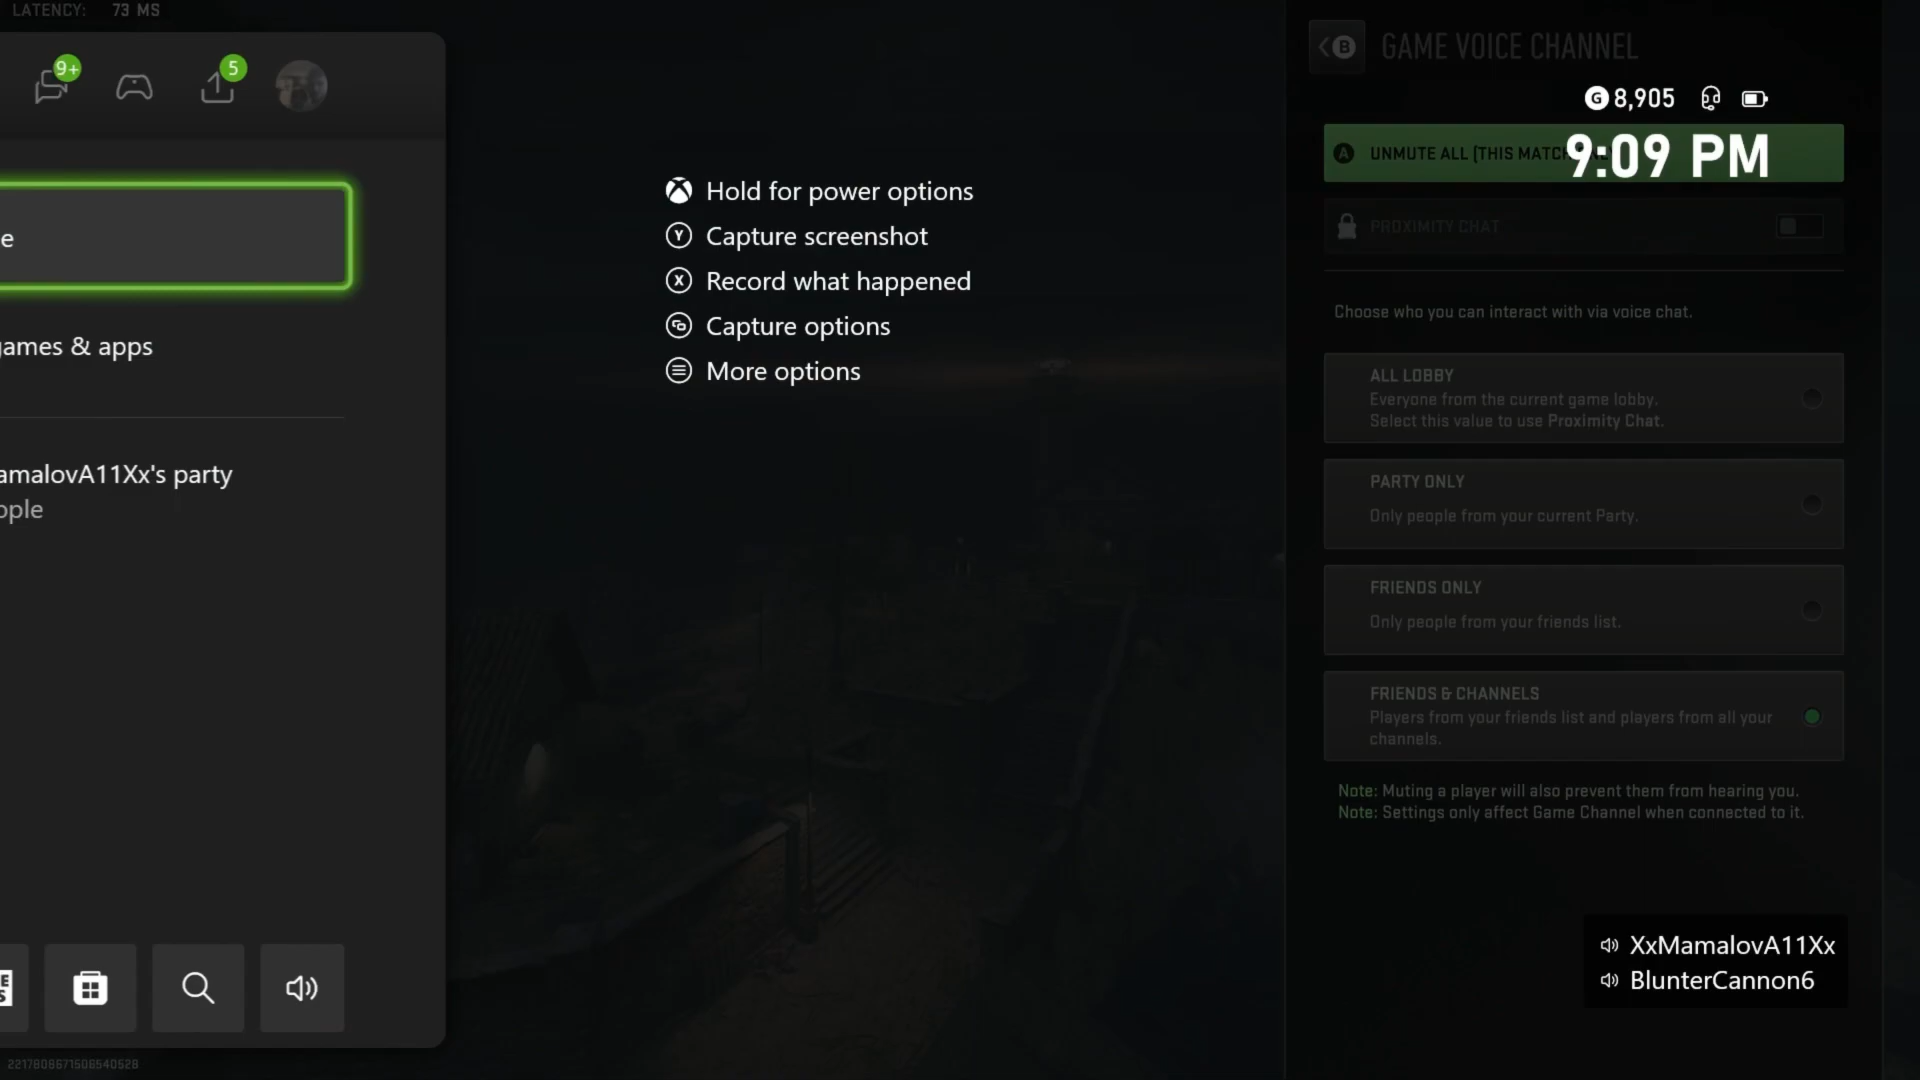 LATENCY: 73 MS
9+
5
e
games & apps
amalovA11Xx's party
ople
Hold for power options
Y Capture screenshot
X Record what happened
Capture options
More options
B GAME VOICE CHANNEL
G 8,905
A UNMUTE ALL (THIS MATCH
9:09 PM
PROXIMITY CHAT
Choose who you can interact with via voice chat.
ALL LOBBY
Everyone from the current game lobby.
Select this value to use Proximity Chat.
PARTY ONLY
Only people from your current Party.
FRIENDS ONLY
Only people from your friends list.
FRIENDS & CHANNELS
Players from your friends list and players from all your
channels.
Note: Muting a player will also prevent them from hearing you.
Note: Settings only affect Game Channel when connected to it.
XxMamalovA11Xx
BlunterCannon6
E
S
2217808671506540528